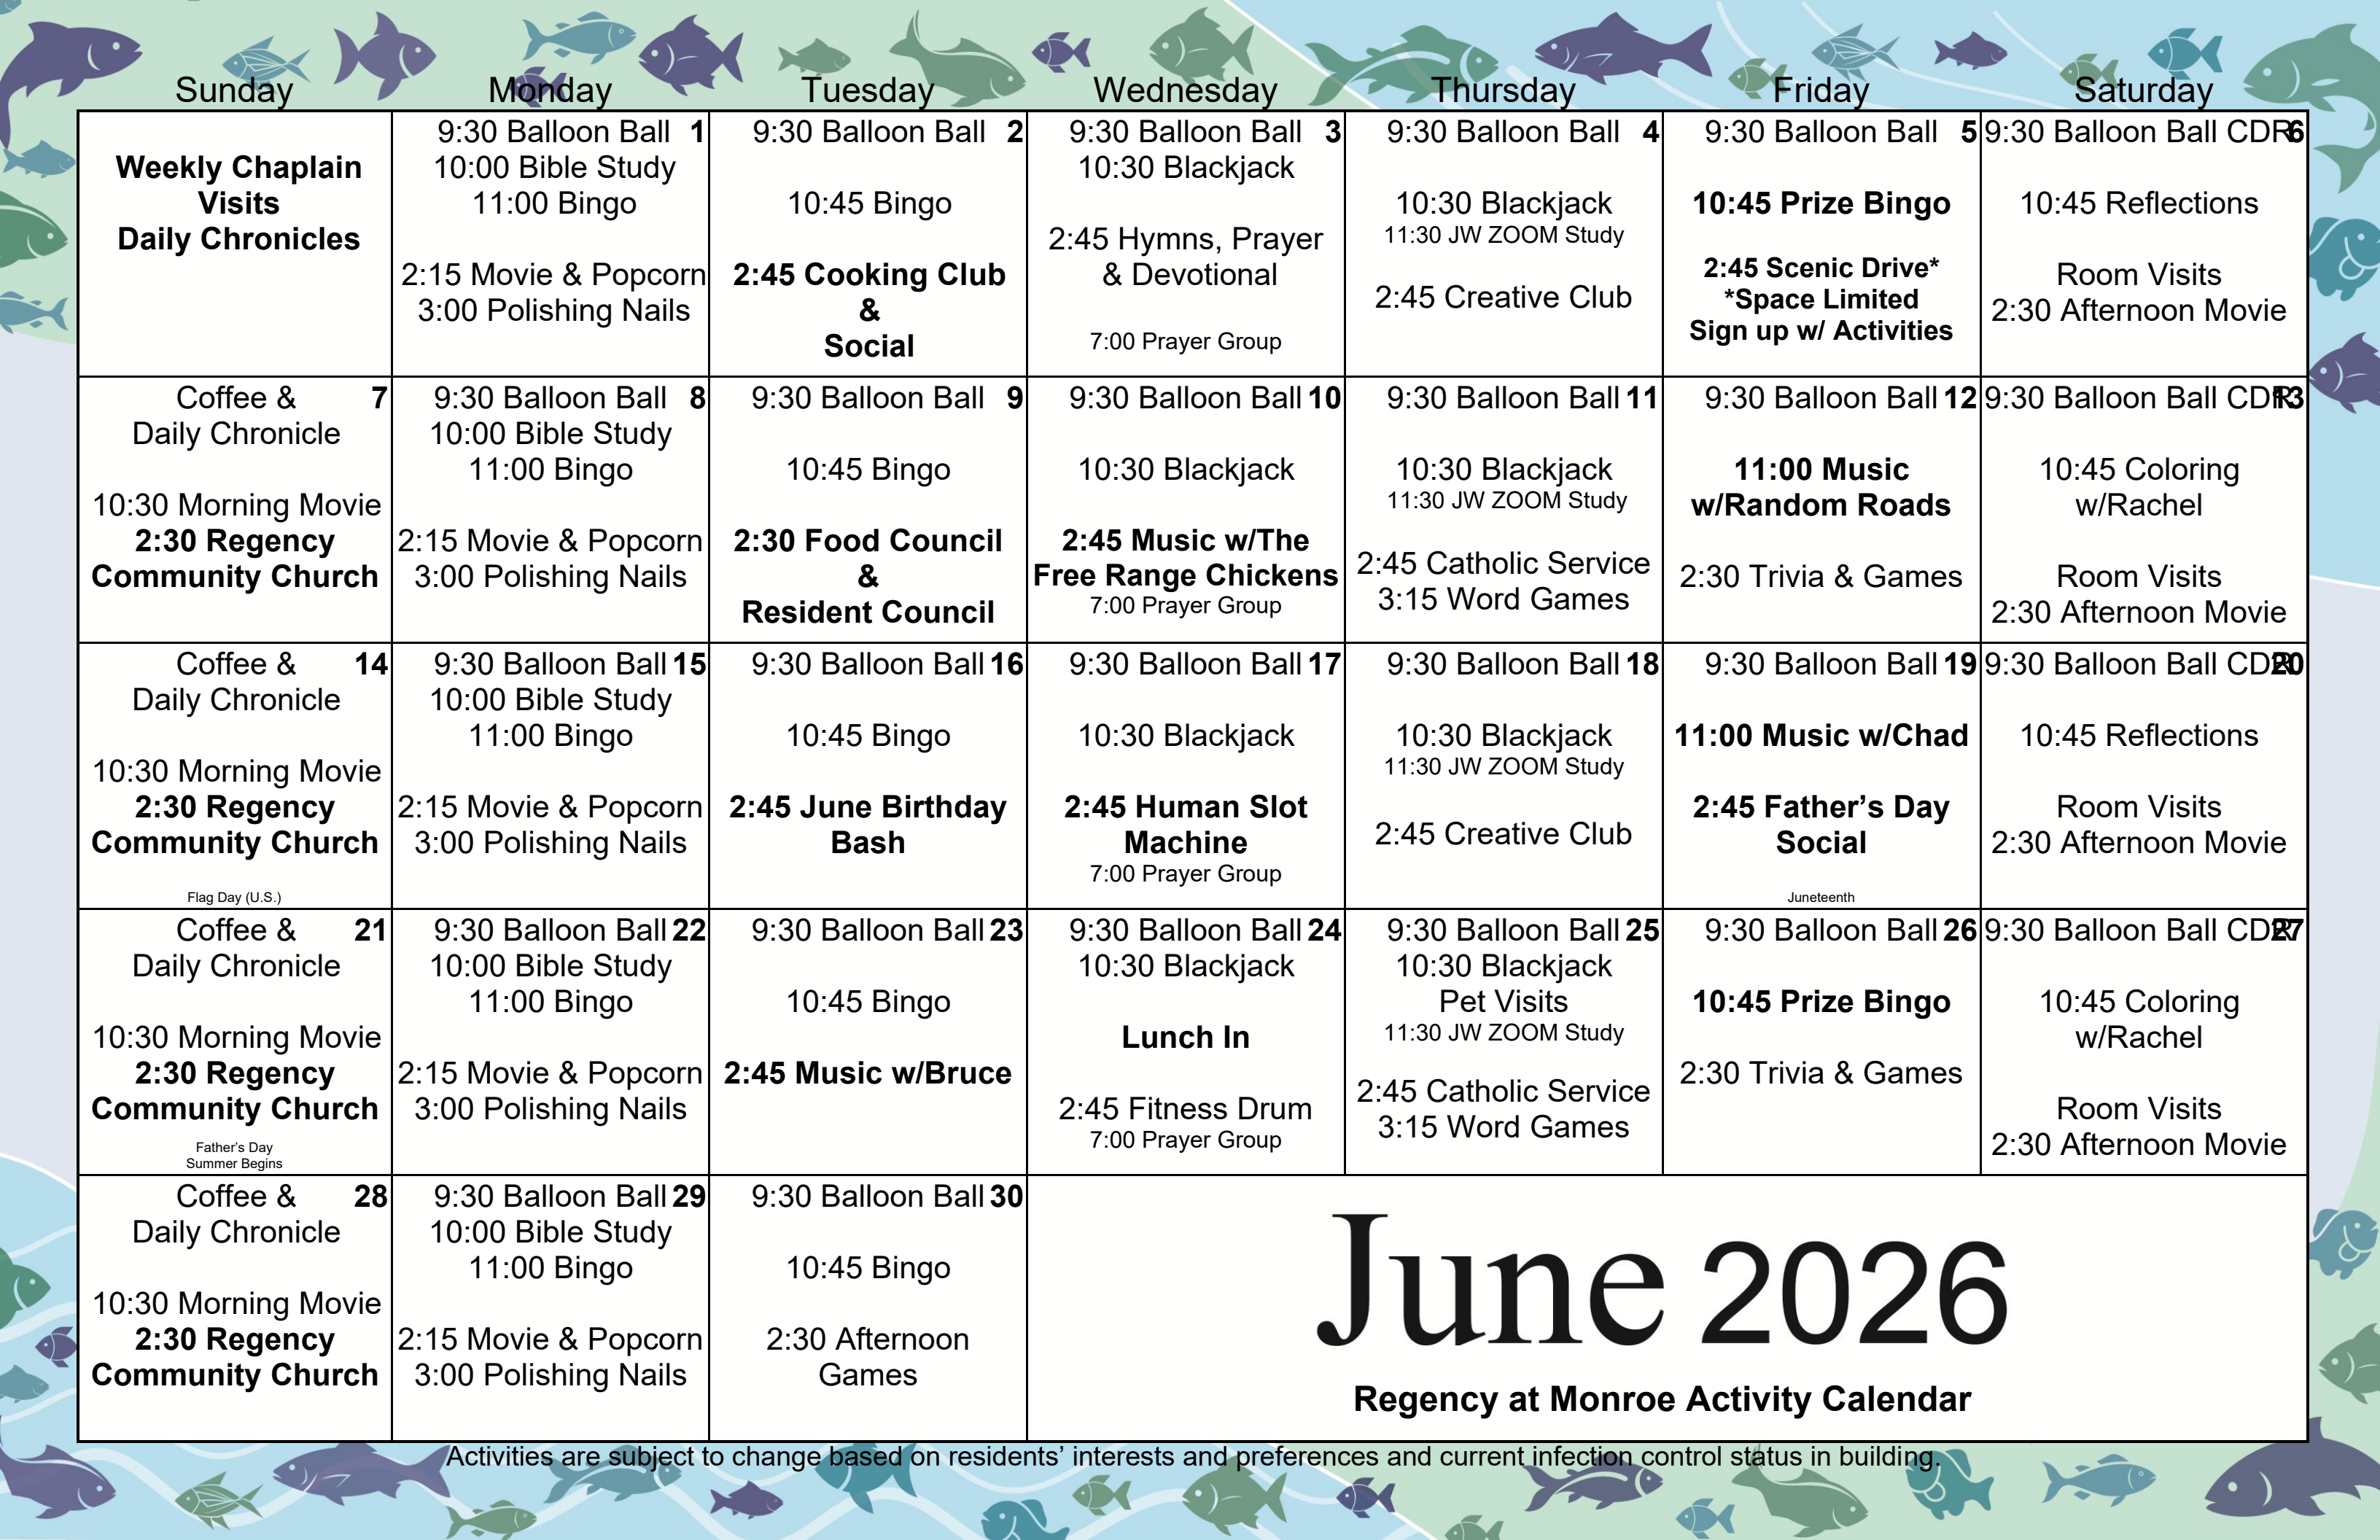 Sunday Monday Tuesday Wednesday Thursday Friday Saturday
Weekly Chaplain
Visits
Daily Chronicles
9:30 Balloon Ball 1
10:00 Bible Study
11:00 Bingo
2:15 Movie & Popcorn
3:00 Polishing Nails
9:30 Balloon Ball 2
10:45 Bingo
2:45 Cooking Club
&
Social
9:30 Balloon Ball 3
10:30 Blackjack
2:45 Hymns, Prayer
& Devotional
7:00 Prayer Group
9:30 Balloon Ball 4
10:30 Blackjack
11:30 JW ZOOM Study
2:45 Creative Club
9:30 Balloon Ball 5
10:45 Prize Bingo
2:45 Scenic Drive*
*Space Limited
Sign up w/ Activities
9:30 Balloon Ball CDR 6
10:45 Reflections
Room Visits
2:30 Afternoon Movie
Coffee & 7
Daily Chronicle
10:30 Morning Movie
2:30 Regency
Community Church
9:30 Balloon Ball 8
10:00 Bible Study
11:00 Bingo
2:15 Movie & Popcorn
3:00 Polishing Nails
9:30 Balloon Ball 9
10:45 Bingo
2:30 Food Council
&
Resident Council
9:30 Balloon Ball 10
10:30 Blackjack
2:45 Music w/The
Free Range Chickens
7:00 Prayer Group
9:30 Balloon Ball 11
10:30 Blackjack
11:30 JW ZOOM Study
2:45 Catholic Service
3:15 Word Games
9:30 Balloon Ball 12
11:00 Music
w/Random Roads
2:30 Trivia & Games
9:30 Balloon Ball CDR 13
10:45 Coloring
w/Rachel
Room Visits
2:30 Afternoon Movie
Coffee & 14
Daily Chronicle
10:30 Morning Movie
2:30 Regency
Community Church
Flag Day (U.S.)
9:30 Balloon Ball 15
10:00 Bible Study
11:00 Bingo
2:15 Movie & Popcorn
3:00 Polishing Nails
9:30 Balloon Ball 16
10:45 Bingo
2:45 June Birthday
Bash
9:30 Balloon Ball 17
10:30 Blackjack
2:45 Human Slot
Machine
7:00 Prayer Group
9:30 Balloon Ball 18
10:30 Blackjack
11:30 JW ZOOM Study
2:45 Creative Club
9:30 Balloon Ball 19
11:00 Music w/Chad
2:45 Father’s Day
Social
Juneteenth
9:30 Balloon Ball CDR 20
10:45 Reflections
Room Visits
2:30 Afternoon Movie
Coffee & 21
Daily Chronicle
10:30 Morning Movie
2:30 Regency
Community Church
Father’s Day
Summer Begins
9:30 Balloon Ball 22
10:00 Bible Study
11:00 Bingo
2:15 Movie & Popcorn
3:00 Polishing Nails
9:30 Balloon Ball 23
10:45 Bingo
2:45 Music w/Bruce
9:30 Balloon Ball 24
10:30 Blackjack
Lunch In
2:45 Fitness Drum
7:00 Prayer Group
9:30 Balloon Ball 25
10:30 Blackjack
Pet Visits
11:30 JW ZOOM Study
2:45 Catholic Service
3:15 Word Games
9:30 Balloon Ball 26
10:45 Prize Bingo
2:30 Trivia & Games
9:30 Balloon Ball CDR 27
10:45 Coloring
w/Rachel
Room Visits
2:30 Afternoon Movie
Coffee & 28
Daily Chronicle
10:30 Morning Movie
2:30 Regency
Community Church
9:30 Balloon Ball 29
10:00 Bible Study
11:00 Bingo
2:15 Movie & Popcorn
3:00 Polishing Nails
9:30 Balloon Ball 30
10:45 Bingo
2:30 Afternoon
Games
June 2026
Regency at Monroe Activity Calendar
Activities are subject to change based on residents’ interests and preferences and current infection control status in building.